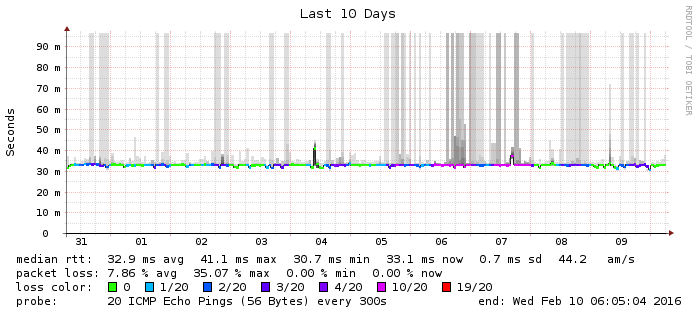 Last 10 Days
RRDTOOL / TOBI OETIKER
Seconds
90 m
80 m
70 m
60 m
50 m
40 m
30 m
20 m
10 m
0
31 01 02 03 04 05 06 07 08 09
median rtt: 32.9 ms avg 41.1 ms max 30.7 ms min 33.1 ms now 0.7 ms sd 44.2 am/s
packet loss: 7.86 % avg 35.07 % max 0.00 % min 0.00 % now
loss color: 0 1/20 2/20 3/20 4/20 10/20 19/20
probe: 20 ICMP Echo Pings (56 Bytes) every 300s end: Wed Feb 10 06:05:04 2016